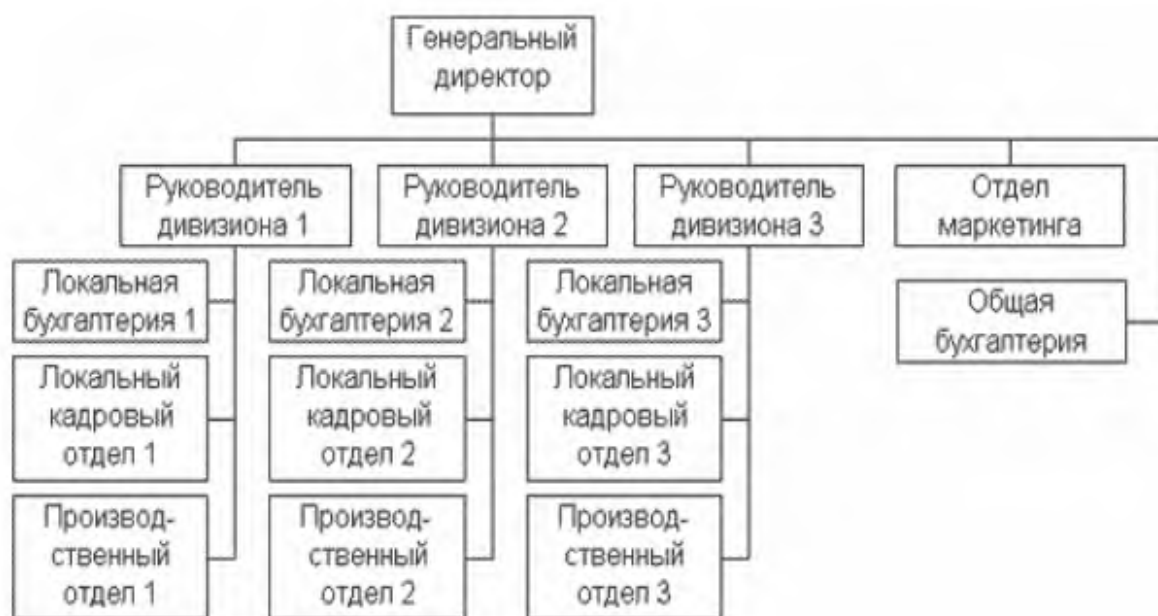 Генеральный
директор
Руководитель
дивизиона 1
Руководитель
дивизиона 2
Руководитель
дивизиона 3
Отдел
маркетинга
Локальная
бухгалтерия 1
Локальная
бухгалтерия 2
Локальная
бухгалтерия 3
Общая
бухгалтерия
Локальный
кадровый
отдел 1
Локальный
кадровый
отдел 2
Локальный
кадровый
отдел 3
Производ-
ственный
отдел 1
Производ-
ственный
отдел 2
Производ-
ственный
отдел 3